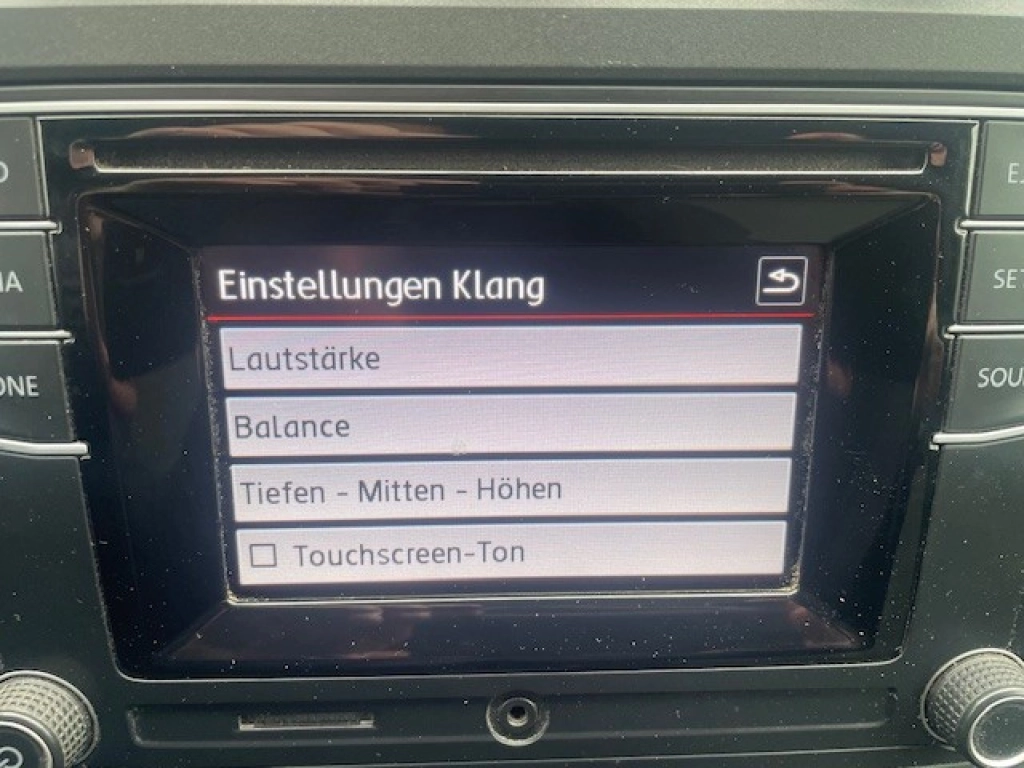 Einstellungen Klang
Lautstärke
Balance
Tiefen - Mitten - Höhen
Touchscreen-Ton